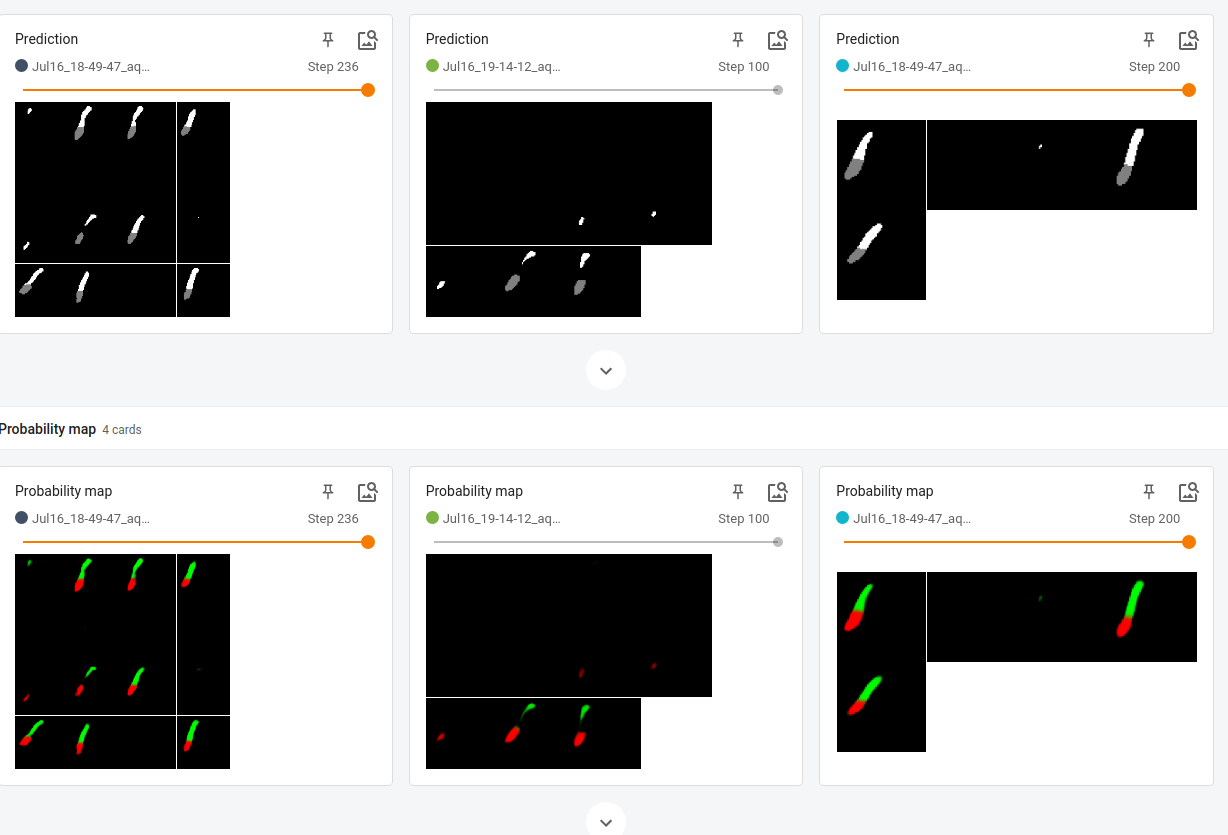 Prediction
Jul16_18-49-47_aq...
Step 236
Prediction
Jul16_19-14-12_aq...
Step 100
Prediction
Jul16_18-49-47_aq...
Step 200
Probability map 4 cards
Probability map
Jul16_18-49-47_aq...
Step 236
Probability map
Jul16_19-14-12_aq...
Step 100
Probability map
Jul16_18-49-47_aq...
Step 200